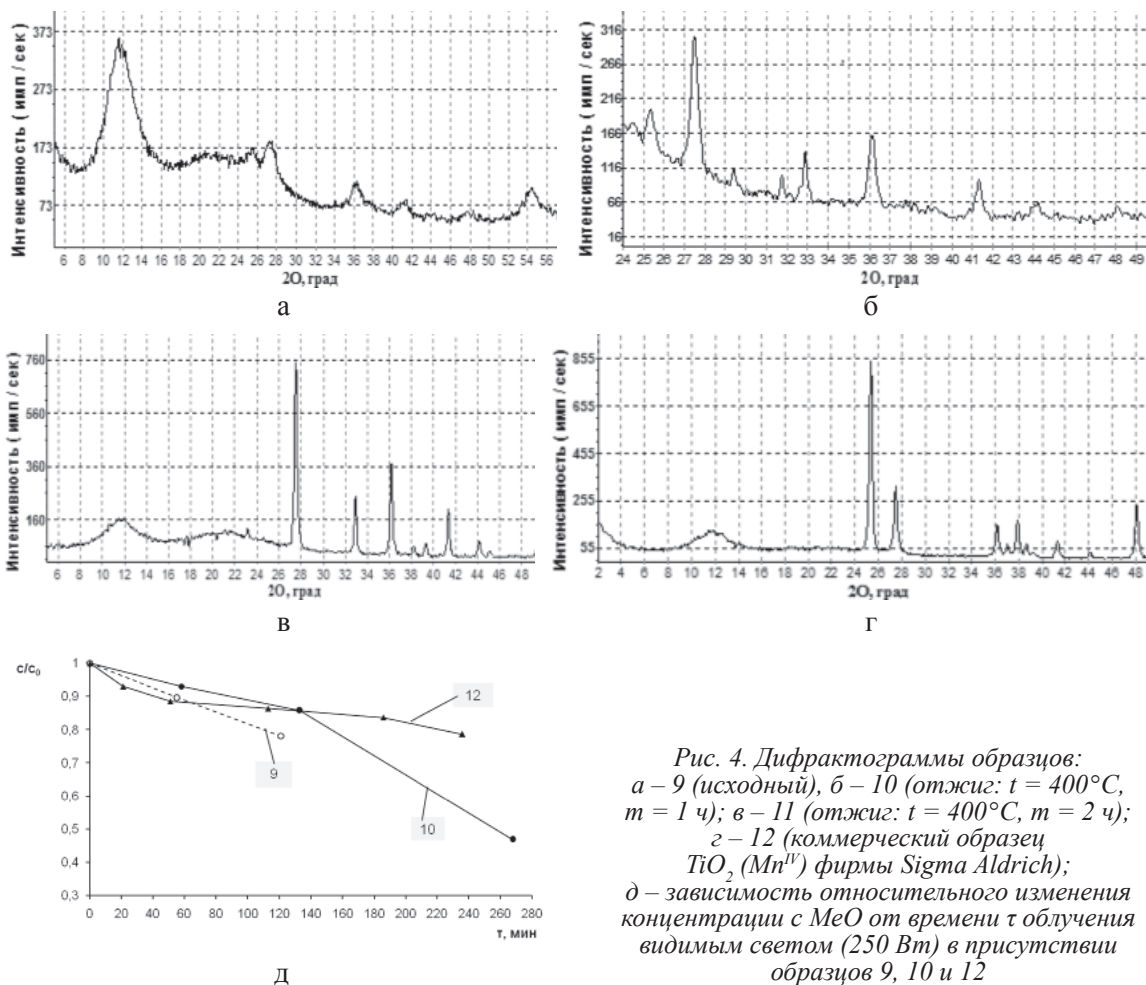 Интенсивность ( имп / сек )
373
273
173
73
6 8 10 12 14 16 18 20 22 24 26 28 30 32 34 36 38 40 42 44 46 48 50 52 54 56
2Θ, град
а
Интенсивность ( имп / сек )
316
266
216
166
116
66
16
24 25 26 27 28 29 30 31 32 33 34 35 36 37 38 39 40 41 42 43 44 45 46 47 48 49
2Θ, град
б
Интенсивность ( имп / сек )
760
560
360
160
6 8 10 12 14 16 18 20 22 24 26 28 30 32 34 36 38 40 42 44 46 48
2Θ, град
в
Интенсивность ( имп / сек )
855
655
455
255
55
2 4 6 8 10 12 14 16 18 20 22 24 26 28 30 32 34 36 38 40 42 44 46 48
2Θ, град
г
c/c₀
1
0,9
0,8
0,7
0,6
0,5
0,4
0,3
12
9
10
0 20 40 60 80 100 120 140 160 180 200 220 240 260 280
τ, мин
д
Рис. 4. Дифрактограммы образцов:
а – 9 (исходный), б – 10 (отжиг: t = 400°C,
т = 1 ч); в – 11 (отжиг: t = 400°C, т = 2 ч);
г – 12 (коммерческий образец
TiO₂ (Mn^IV) фирмы Sigma Aldrich);
д – зависимость относительного изменения
концентрации с МеО от времени τ облучения
видимым светом (250 Вт) в присутствии
образцов 9, 10 и 12